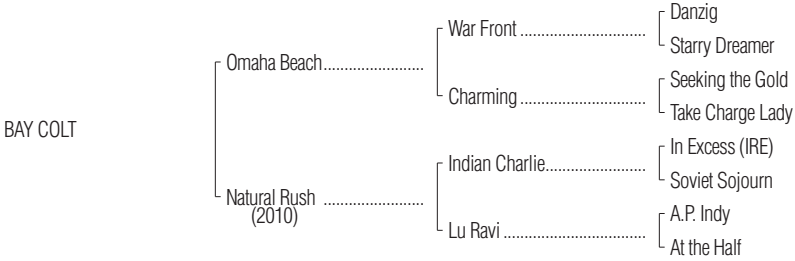 Danzig
War Front ..............................
Starry Dreamer
Omaha Beach........................
Seeking the Gold
Charming ..............................
Take Charge Lady
BAY COLT
In Excess (IRE)
Indian Charlie........................
Soviet Sojourn
Natural Rush ........................
(2010)
A.P. Indy
Lu Ravi ..................................
At the Half